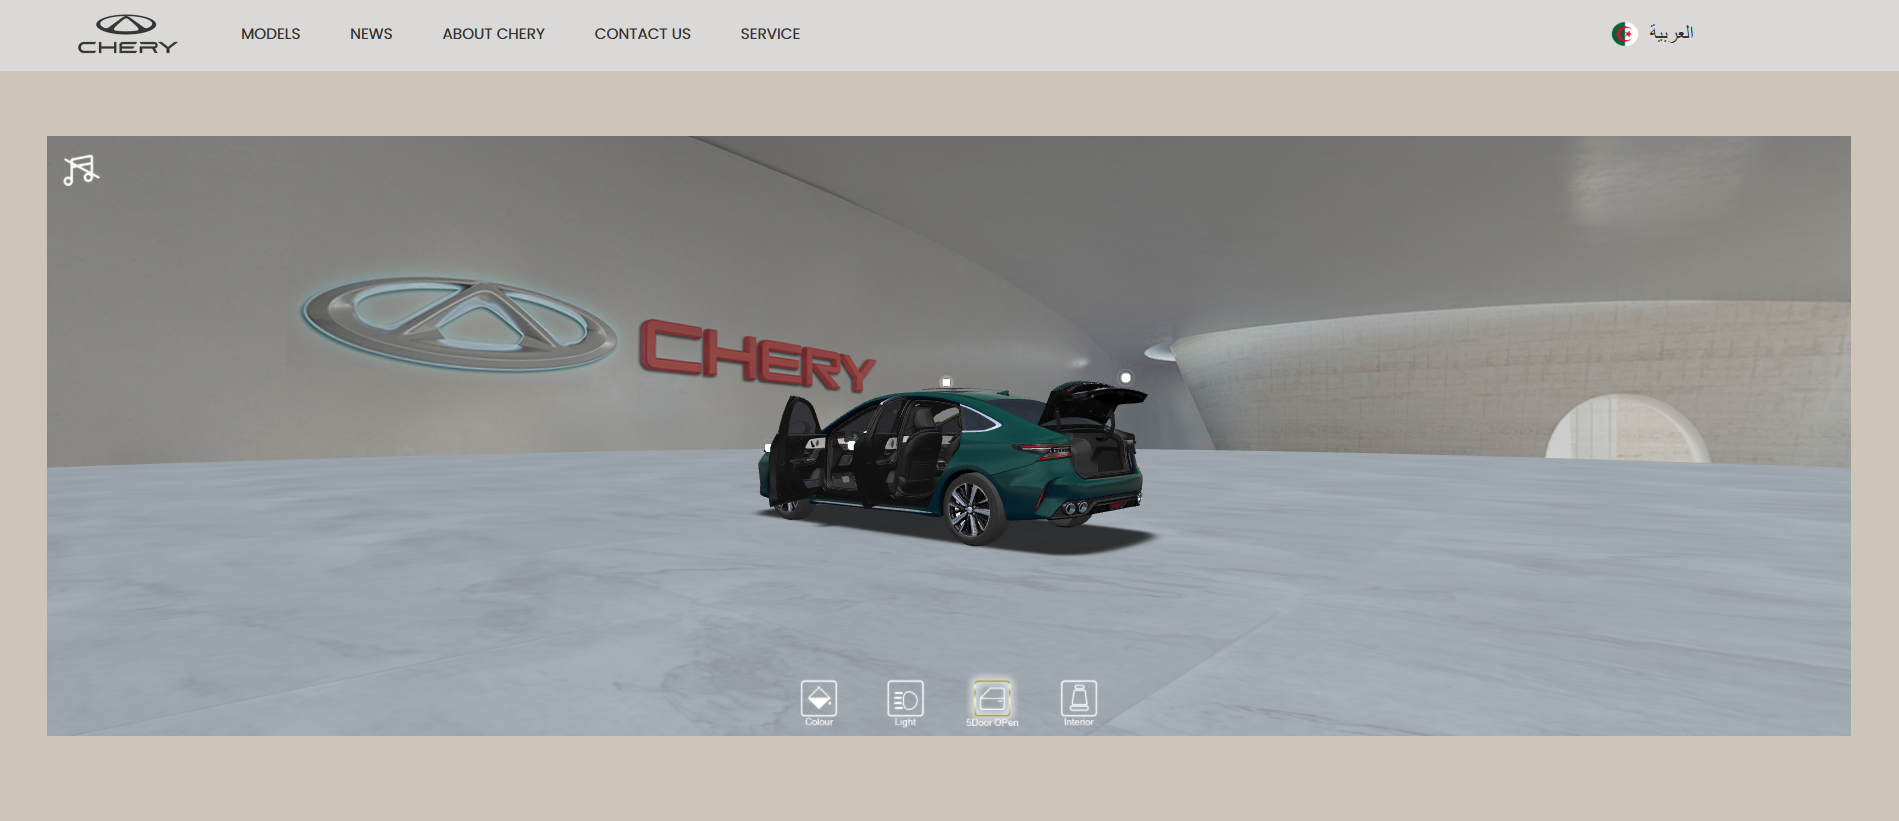 CHERY
MODELS
NEWS
ABOUT CHERY
CONTACT US
SERVICE
العربية
CHERY
Colour
Light
5Door OPen
Interior